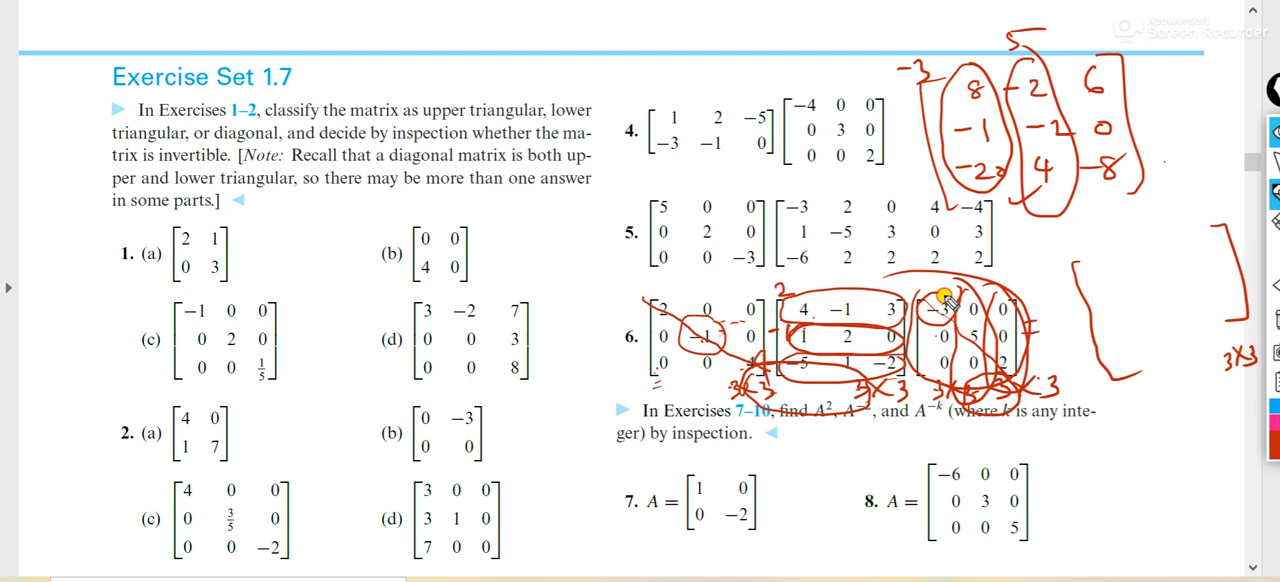 Apowersoft
Screen Recorder
Exercise Set 1.7
In Exercises 1–2, classify the matrix as upper triangular, lower
triangular, or diagonal, and decide by inspection whether the ma-
trix is invertible. [Note: Recall that a diagonal matrix is both up-
per and lower triangular, so there may be more than one answer
in some parts.]
1. (a) [2 1
0 3]
(b) [0 0
4 0]
(c) [−1 0 0
0 2 0
0 0 1/5]
(d) [3 −2 7
0 0 3
0 0 8]
2. (a) [4 0
1 7]
(b) [0 −3
0 0]
(c) [4 0 0
0 3/5 0
0 0 −2]
(d) [3 0 0
3 1 0
7 0 0]
4. [1 2 −5
−3 −1 0] [−4 0 0
0 3 0
0 0 2]
5. [5 0 0
0 2 0
0 0 −3] [−3 2 0 4 −4
1 −5 3 0 3
−6 2 2 2 2]
6. [2 0 0
0 −1 0
0 0 4] [4 −1 3
1 2 0
−5 1 −2] [−3 0 0
0 5 0
0 0 2]
In Exercises 7–10, find A², A⁻², and A⁻ᵏ (where k is any inte-
ger) by inspection.
7. A = [1 0
0 −2]
8. A = [−6 0 0
0 3 0
0 0 5]
-3 5
8 -2 6
-1 -2 0
-20 4 -8
2
3×3 3×3 3×3
3×3